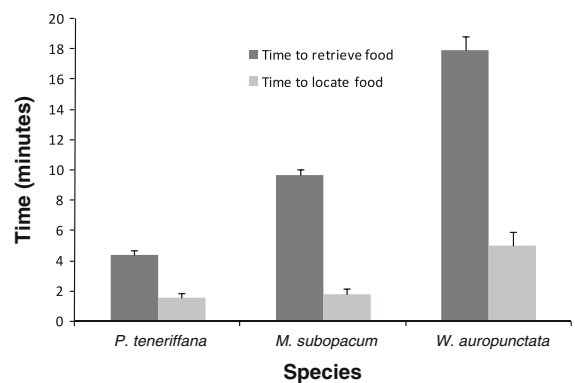 20
18
16
14
12
10
8
6
4
2
0
Time (minutes)
Time to retrieve food
Time to locate food
P. teneriffana M. subopacum W. auropunctata
Species